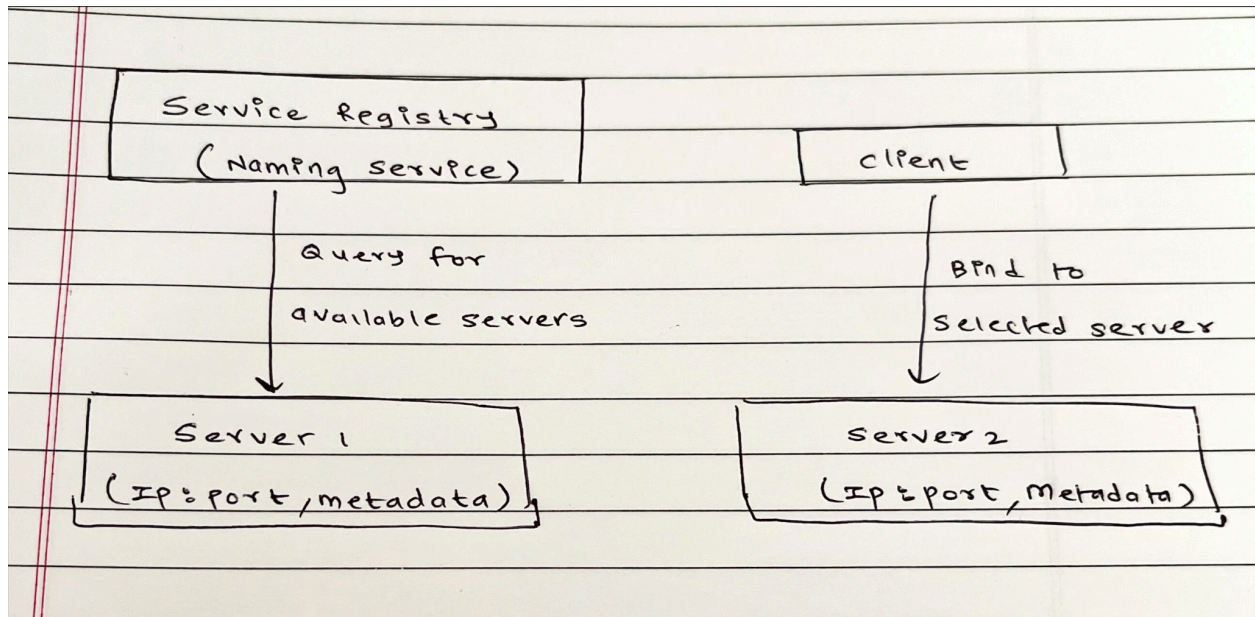 Service Registry
(Naming service)
client
Query for
available servers
Bind to
selected server
Server 1
(Ip: port, metadata)
server 2
(Ip: port, Metadata)